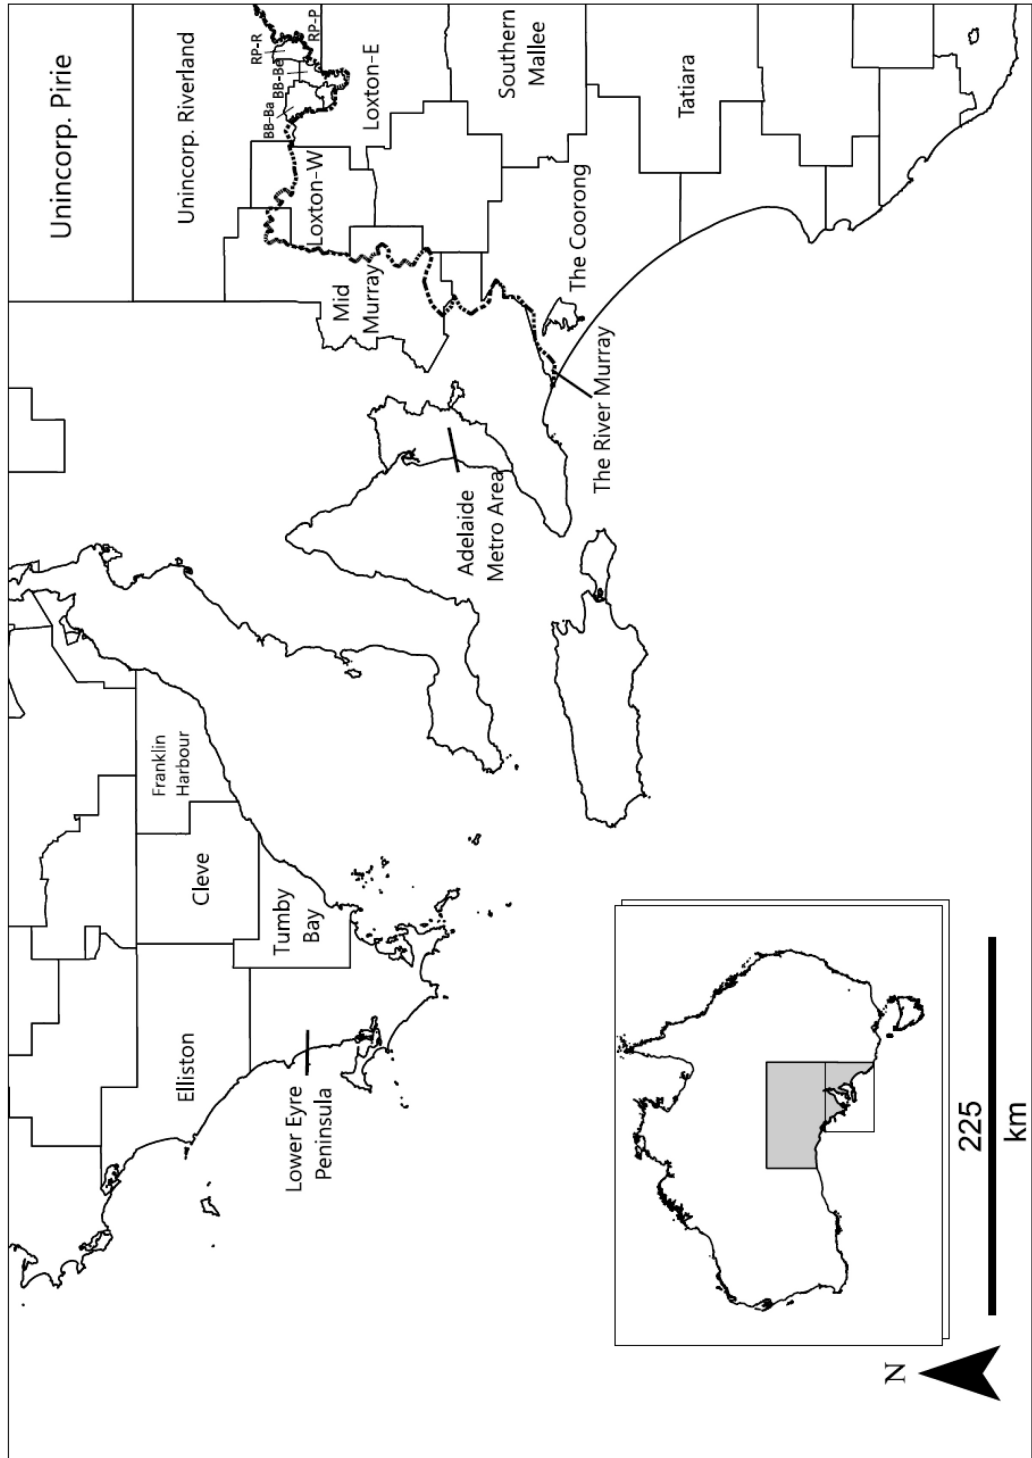 Unincorp. Pirie
Unincorp. Riverland
RP-R
RP-P
BB-Be
BB-Ba
Loxton-E
Loxton-W
Mid
Murray
Southern
Mallee
Tatiara
The Coorong
The River Murray
Adelaide
Metro Area
Franklin
Harbour
Cleve
Tumby
Bay
Elliston
Lower Eyre
Peninsula
N
225
km